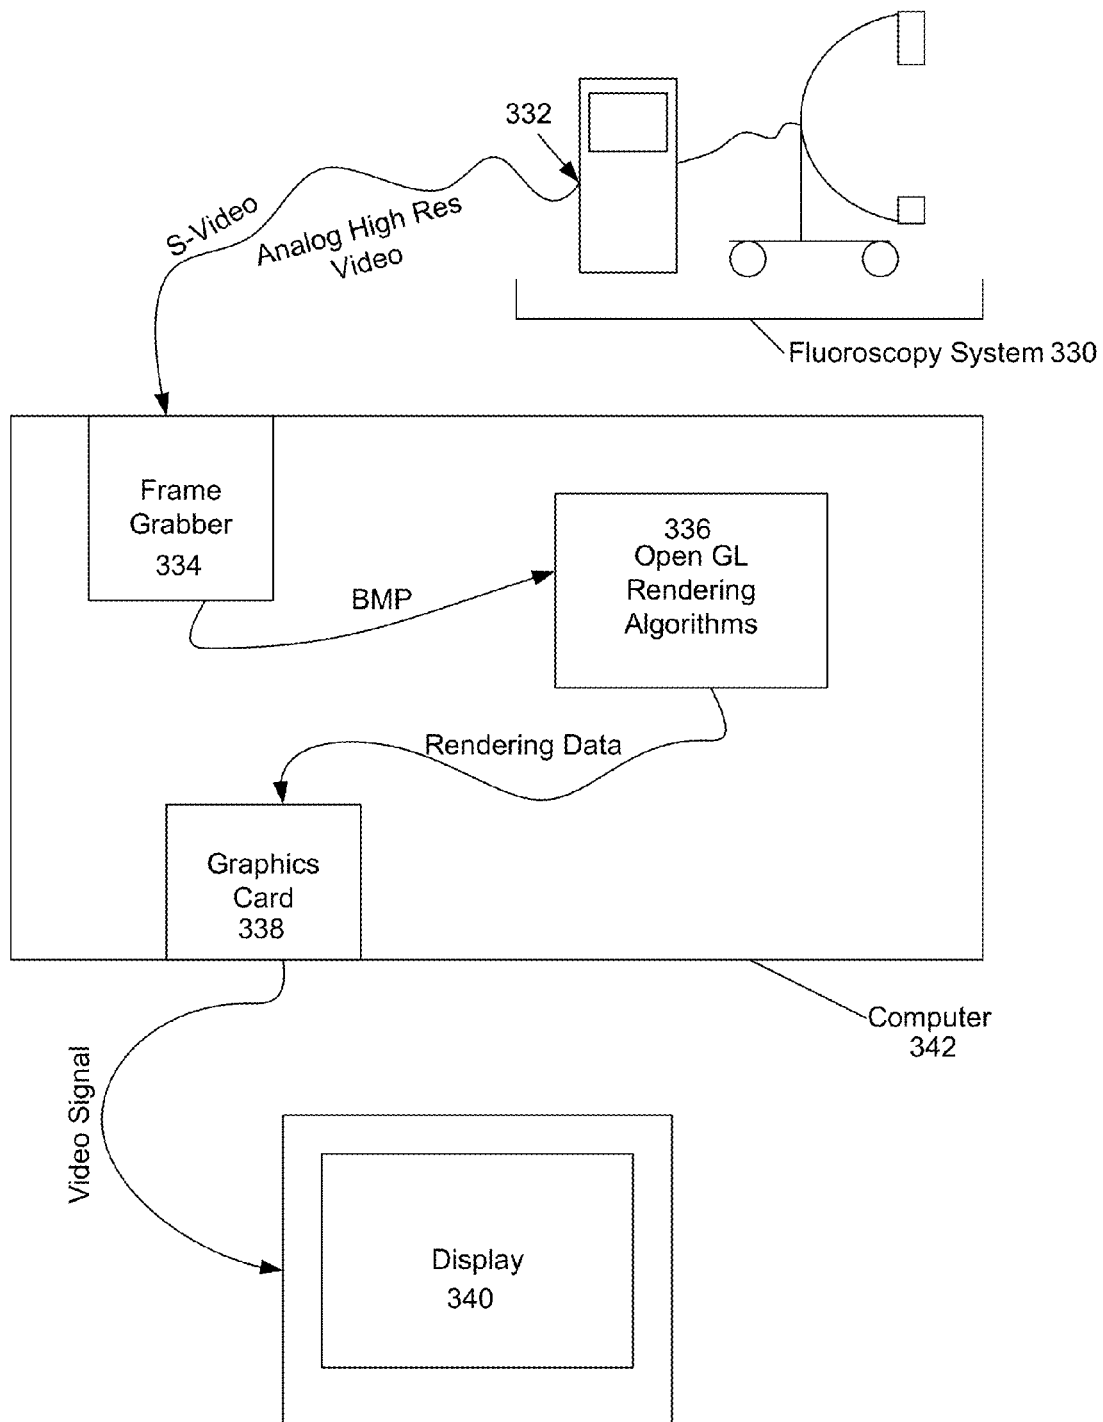 332
S-Video
Analog High Res
Video
Fluoroscopy System 330
Frame
Grabber
334
336
Open GL
Rendering
Algorithms
BMP
Rendering Data
Graphics
Card
338
Computer
342
Video Signal
Display
340